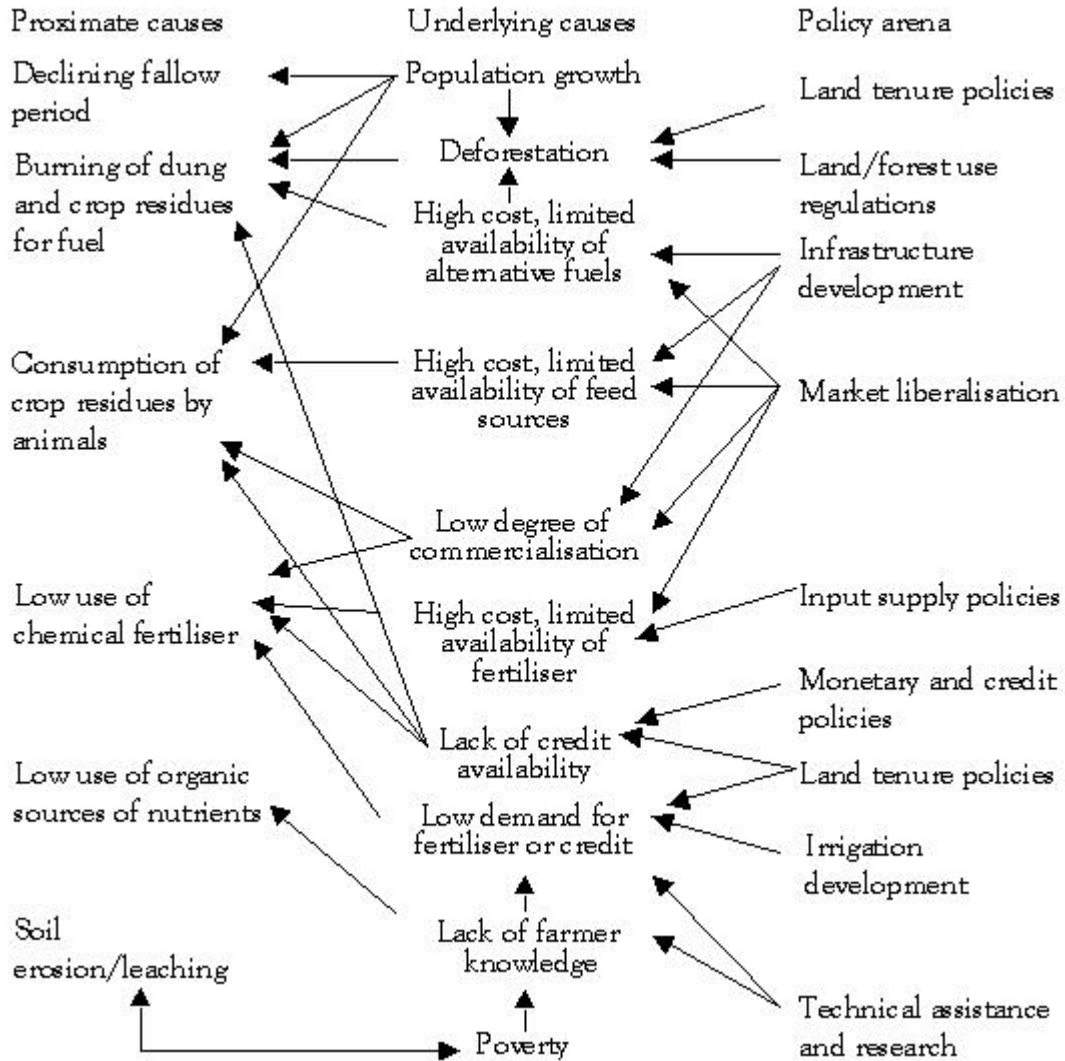 Proximate causes
Underlying causes
Policy arena
Declining fallow
period
Burning of dung
and crop residues
for fuel
Consumption of
crop residues by
animals
Low use of
chemical fertiliser
Low use of organic
sources of nutrients
Soil
erosion/leaching
Population growth
Deforestation
High cost, limited
availability of
alternative fuels
High cost, limited
availability of feed
sources
Low degree of
commercialisation
High cost, limited
availability of
fertiliser
Lack of credit
availability
Low demand for
fertiliser or credit
Lack of farmer
knowledge
Poverty
Land tenure policies
Land/forest use
regulations
Infrastructure
development
Market liberalisation
Input supply policies
Monetary and credit
policies
Land tenure policies
Irrigation
development
Technical assistance
and research